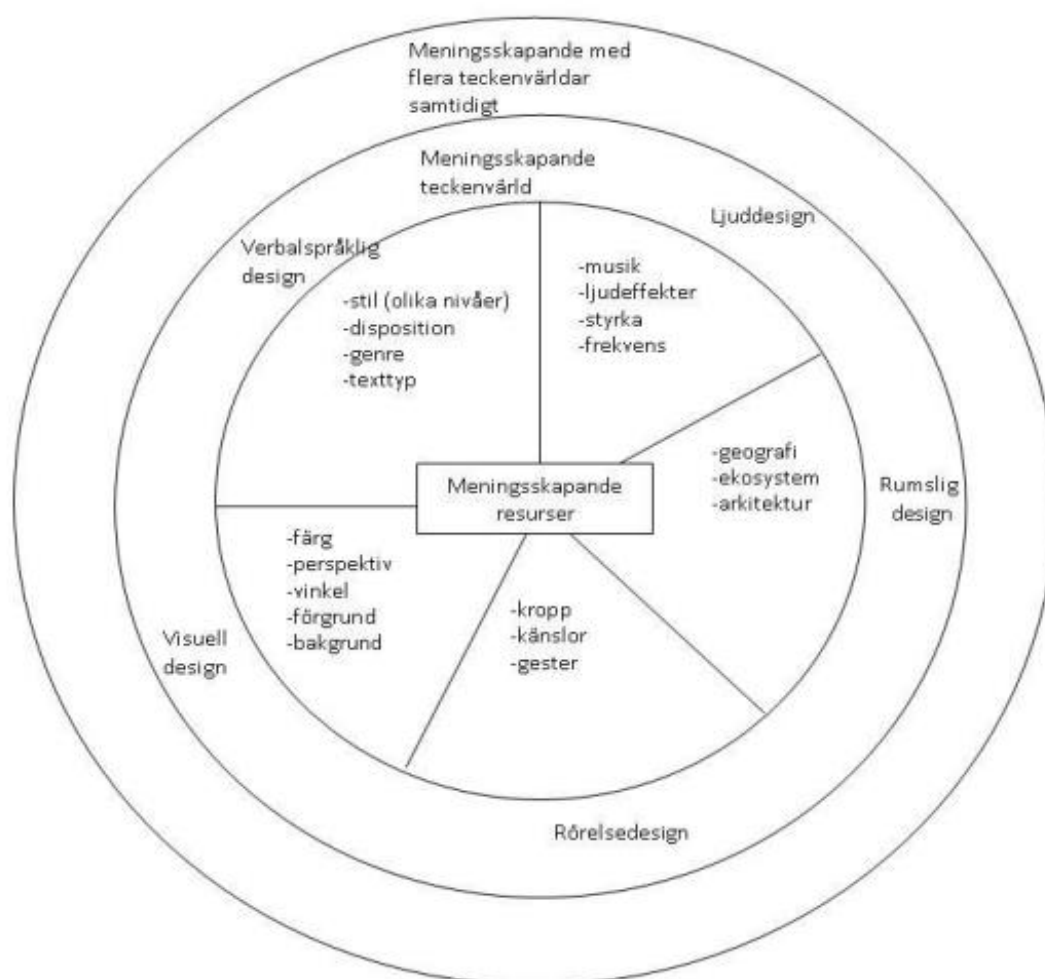 Meningsskapande med
flera teckenvärldar
samtidigt
Meningsskapande
teckenvärld
Ljuddesign
Verbalspråklig
design
-musik
-ljudeffekter
-styrka
-frekvens
-stil (olika nivåer)
-disposition
-genre
-texttyp
-geografi
-ekosystem
-arkitektur
Rumslig
design
Meningsskapande
resurser
-färg
-perspektiv
-vinkel
-förgrund
-bakgrund
-kropp
-känslor
-gester
Visuell
design
Rörelsedesign